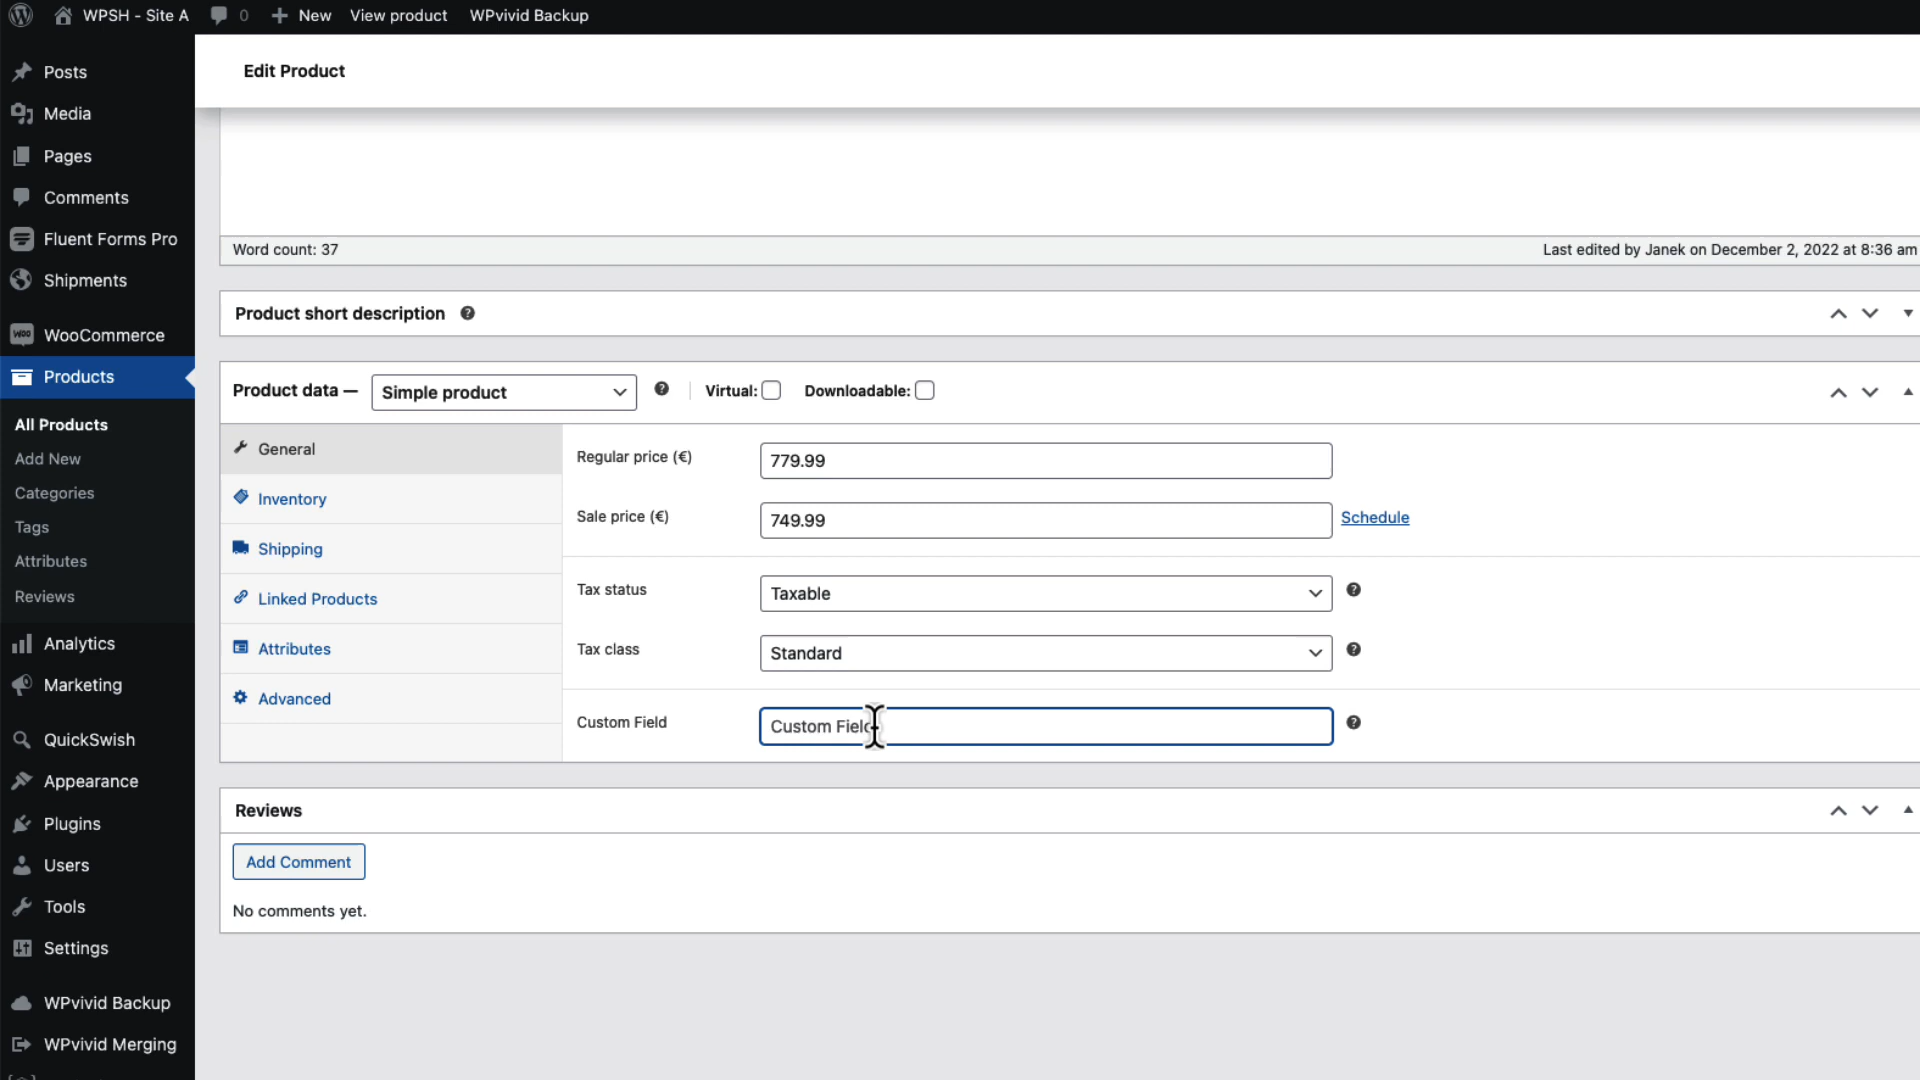 WPSH - Site A
0
New
View product
WPvivid Backup
Posts
Media
Pages
Comments
Fluent Forms Pro
Shipments
WooCommerce
Products
All Products
Add New
Categories
Tags
Attributes
Reviews
Analytics
Marketing
QuickSwish
Appearance
Plugins
Users
Tools
Settings
WPvivid Backup
WPvivid Merging
Edit Product
Word count: 37
Last edited by Janek on December 2, 2022 at 8:36 am
Product short description
Product data —
Simple product
Virtual:
Downloadable:
General
Inventory
Shipping
Linked Products
Attributes
Advanced
Regular price (€)
779.99
Sale price (€)
749.99
Schedule
Tax status
Taxable
Tax class
Standard
Custom Field
Custom Field
Reviews
Add Comment
No comments yet.